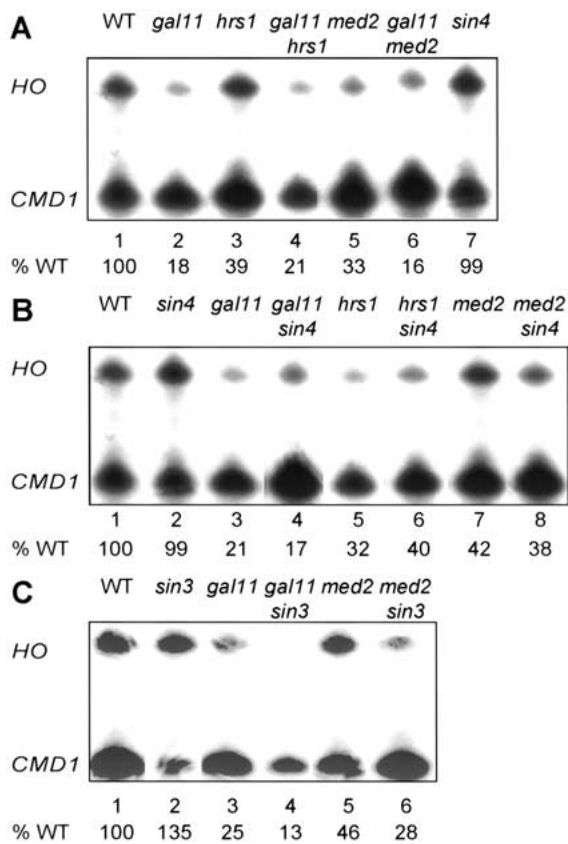 A
WT gal11 hrs1 gal11 med2 gal11 sin4
hrs1 med2
HO
CMD1
1 2 3 4 5 6 7
% WT 100 18 39 21 33 16 99
B
WT sin4 gal11 gal11 hrs1 hrs1 med2 med2
sin4 sin4 sin4
HO
CMD1
1 2 3 4 5 6 7 8
% WT 100 99 21 17 32 40 42 38
C
WT sin3 gal11 gal11 med2 med2
sin3 sin3
HO
CMD1
1 2 3 4 5 6
% WT 100 135 25 13 46 28